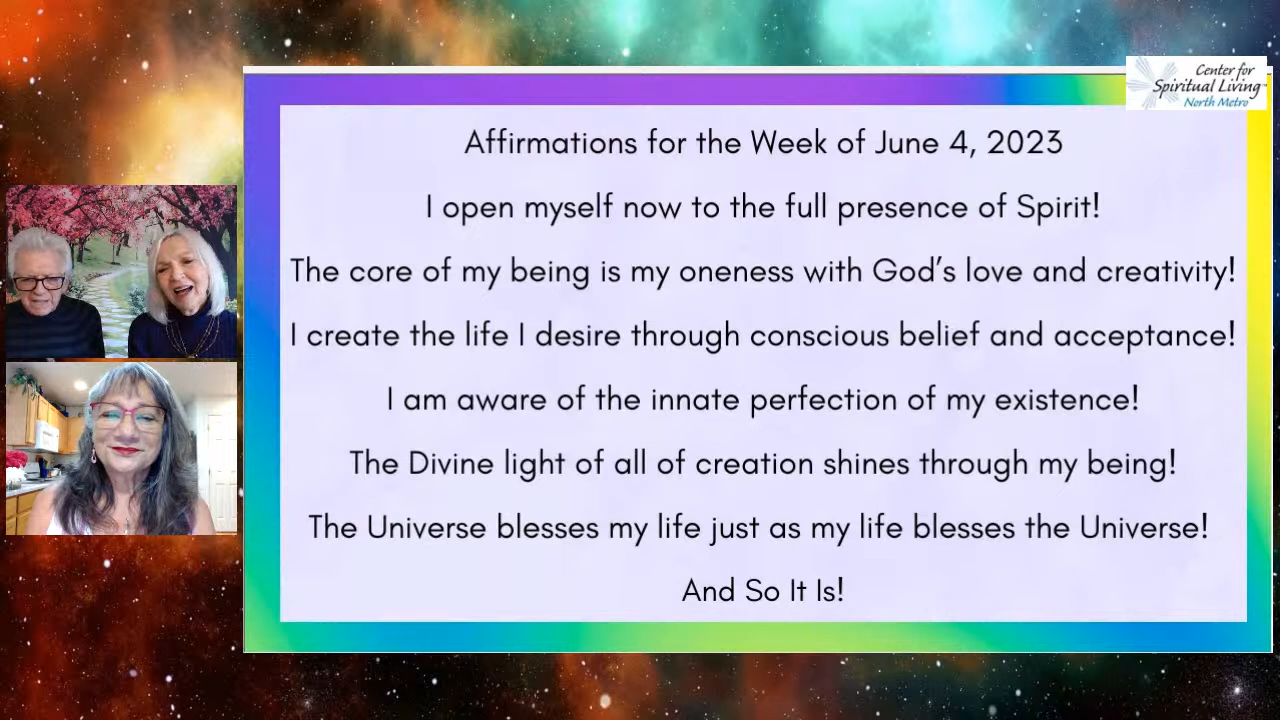 Center for
Spiritual Living
North Metro
Affirmations for the Week of June 4, 2023
I open myself now to the full presence of Spirit!
The core of my being is my oneness with God's love and creativity!
I create the life I desire through conscious belief and acceptance!
I am aware of the innate perfection of my existence!
The Divine light of all of creation shines through my being!
The Universe blesses my life just as my life blesses the Universe!
And So It Is!